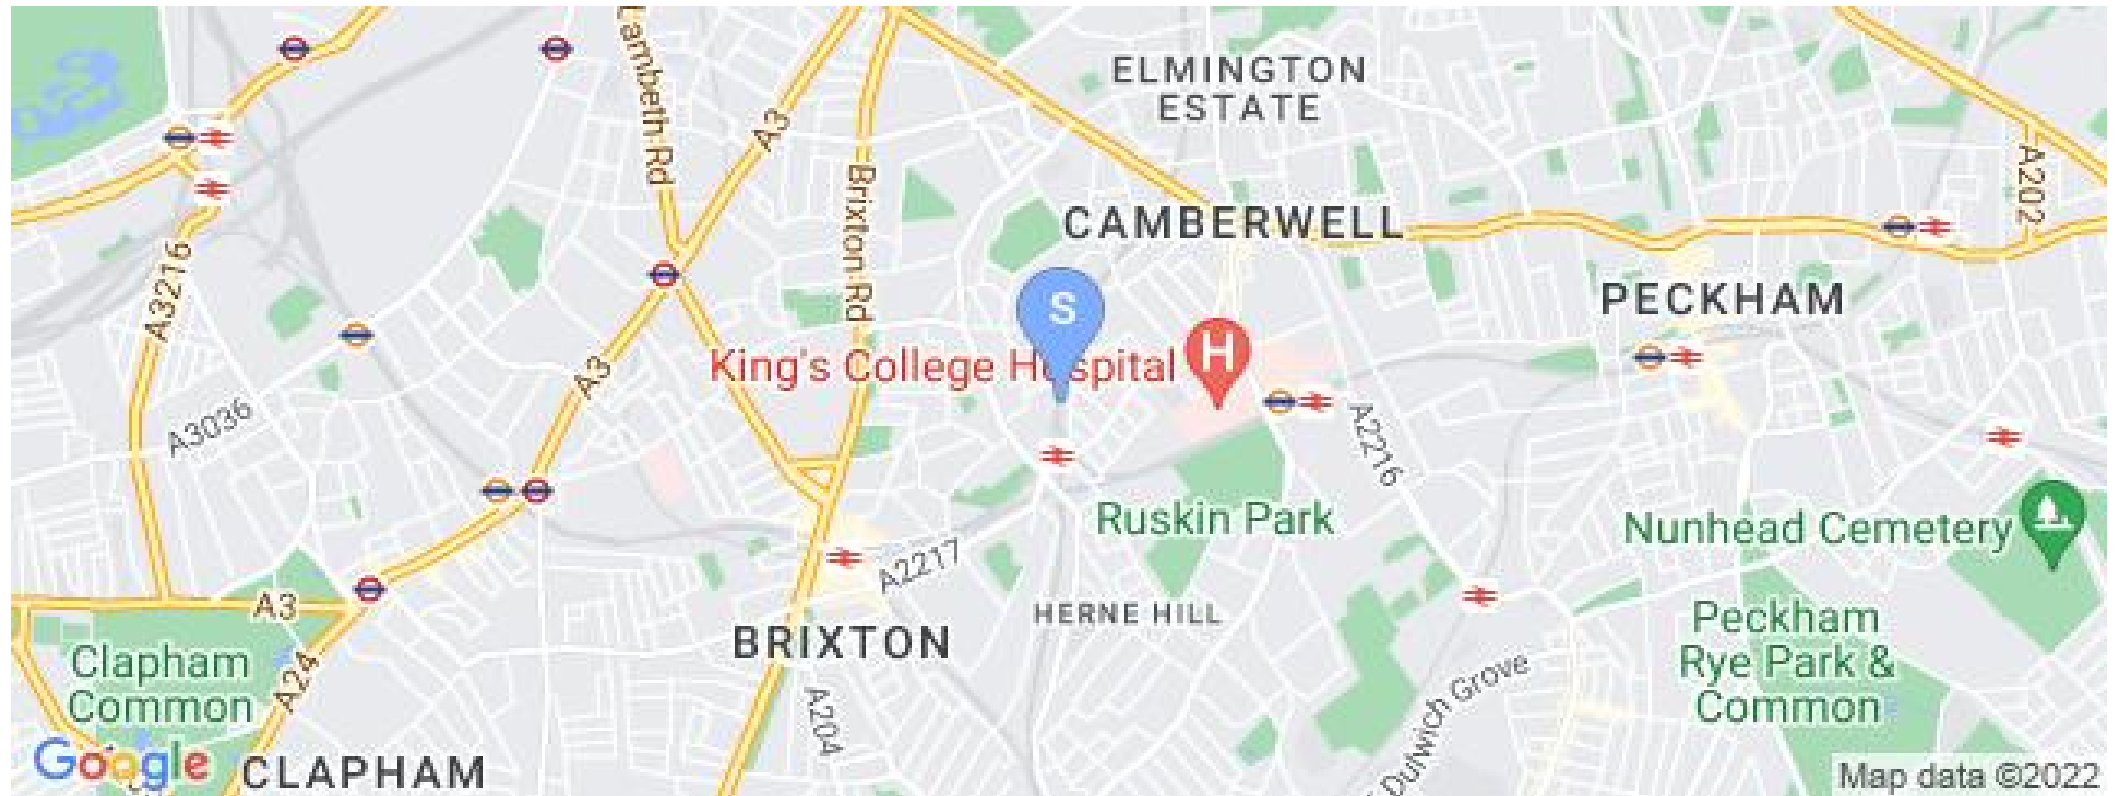 Lambeth Rd
A3
ELMINGTON
ESTATE
A202
Brixton Rd
CAMBERWELL
A3216
S
PECKHAM
King's College Hospital
H
A3
A3036
A2216
Ruskin Park
Nunhead Cemetery
A2217
A3
HERNE HILL
Peckham
Rye Park &
Common
BRIXTON
Clapham
Common
A24
A204
Dulwich Grove
Google
CLAPHAM
Map data ©2022